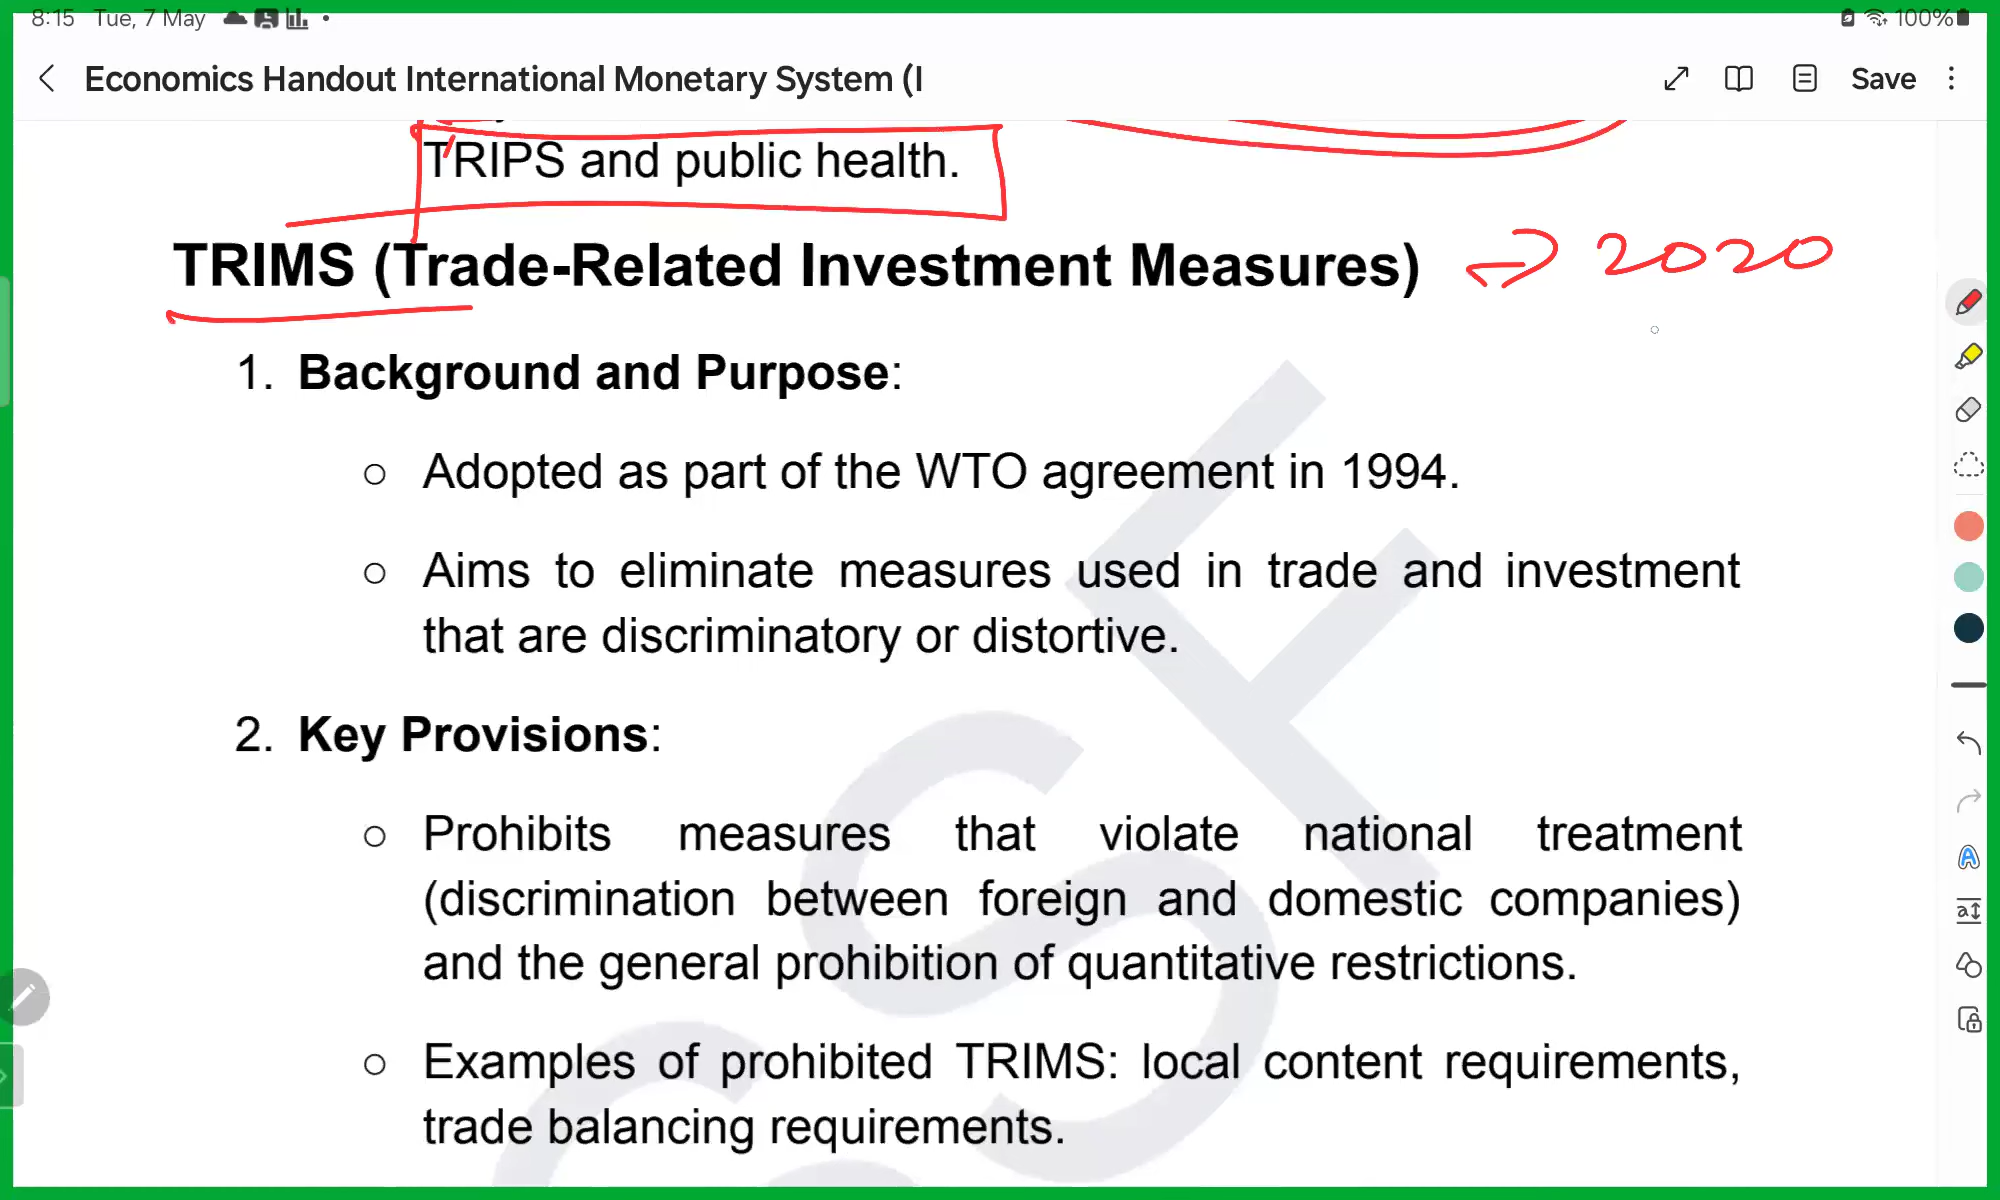 8:15 Tue, 7 May
100%
Economics Handout International Monetary System (I
Save
TRIPS and public health.
TRIMS (Trade-Related Investment Measures) → 2020
1. Background and Purpose:
○ Adopted as part of the WTO agreement in 1994.
○ Aims to eliminate measures used in trade and investment
that are discriminatory or distortive.
2. Key Provisions:
○ Prohibits measures that violate national treatment
(discrimination between foreign and domestic companies)
and the general prohibition of quantitative restrictions.
○ Examples of prohibited TRIMS: local content requirements,
trade balancing requirements.